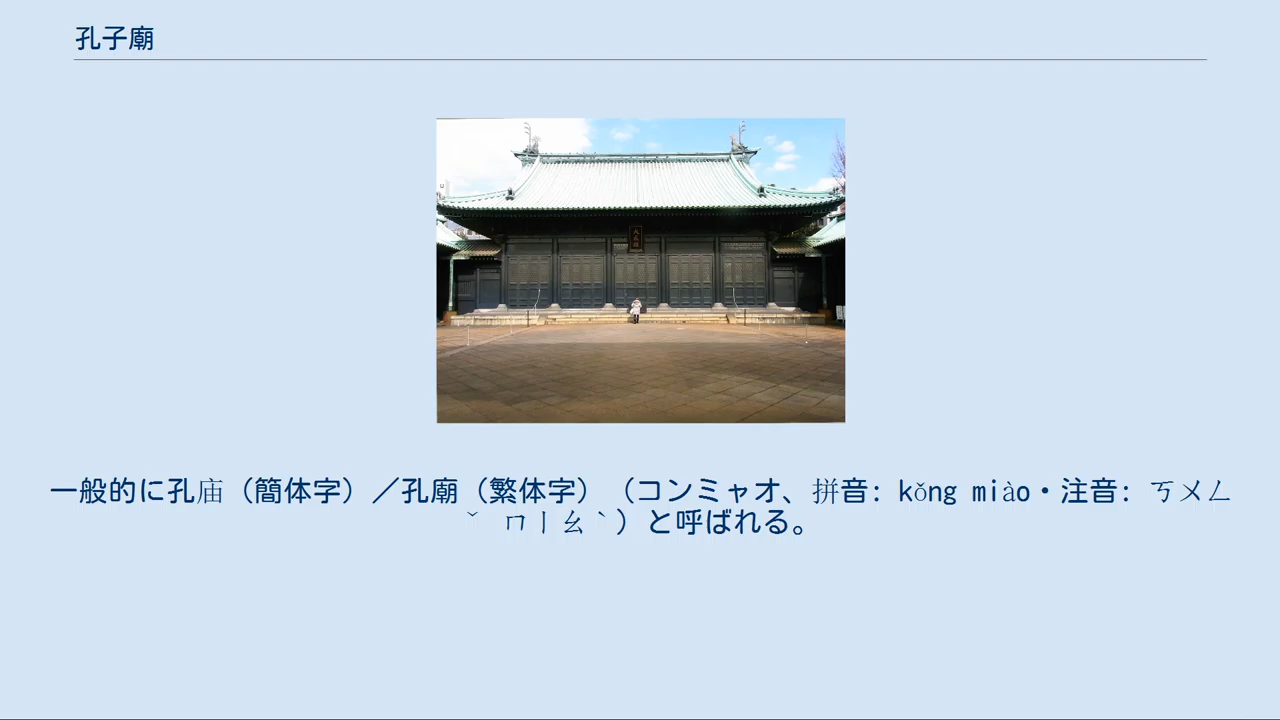 孔子廟
一般的に孔庙（簡体字）／孔廟（繁体字）（コンミャオ、拼音: kǒng miào・注音: ㄎㄨㄥ
ˇ ㄇㄧㄠˋ）と呼ばれる。